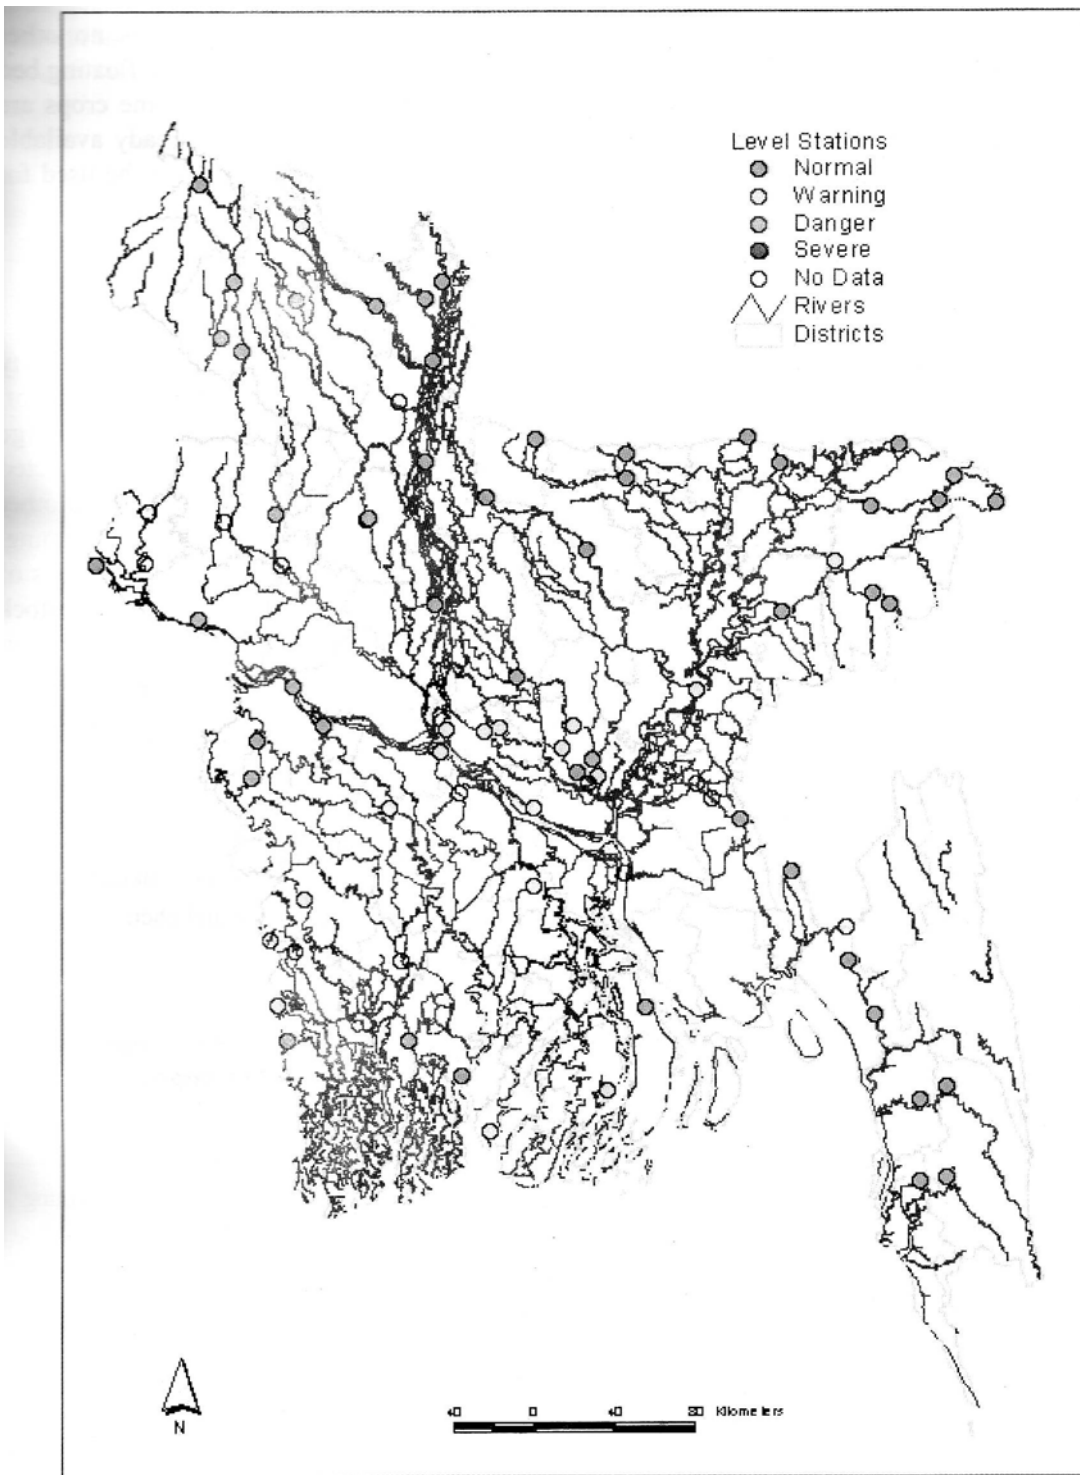 Level Stations
Normal
Warning
Danger
Severe
No Data
Rivers
Districts
N
40 0 40 80 Kilometers